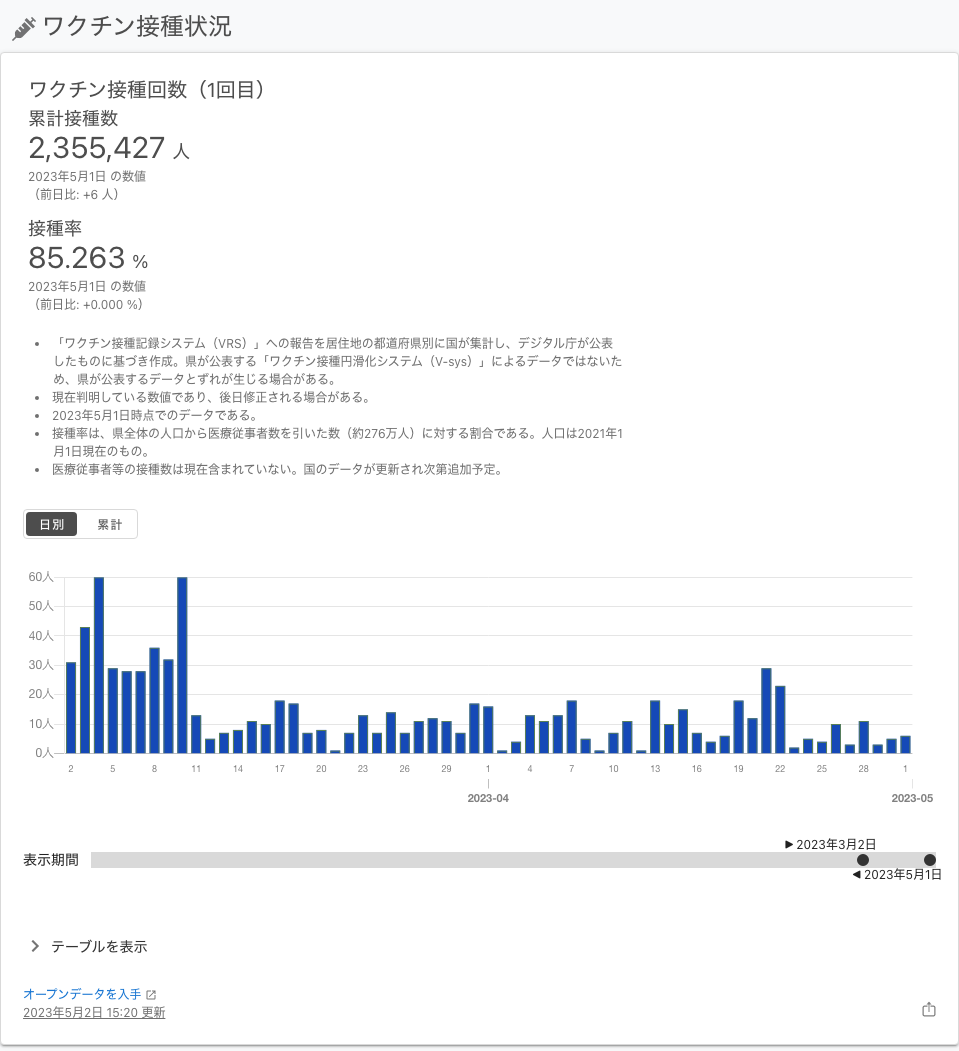 ワクチン接種状況
ワクチン接種回数（1回目）
累計接種数
2,355,427 人
2023年5月1日 の数値
（前日比: +6 人）
接種率
85.263 %
2023年5月1日 の数値
（前日比: +0.000 %）
• 「ワクチン接種記録システム（VRS）」への報告を居住地の都道府県別に国が集計し、デジタル庁が公表
したものに基づき作成。県が公表する「ワクチン接種円滑化システム（V-sys）」によるデータではないた
め、県が公表するデータとずれが生じる場合がある。
• 現在判明している数値であり、後日修正される場合がある。
• 2023年5月1日時点でのデータである。
• 接種率は、県全体の人口から医療従事者数を引いた数（約276万人）に対する割合である。人口は2021年1
月1日現在のもの。
• 医療従事者等の接種数は現在含まれていない。国のデータが更新され次第追加予定。
日別 累計
60人
50人
40人
30人
20人
10人
0人
2 5 8 11 14 17 20 23 26 29 1 4 7 10 13 16 19 22 25 28 1
2023-04 2023-05
▶ 2023年3月2日
表示期間
◀ 2023年5月1日
テーブルを表示
オープンデータを入手
2023年5月2日 15:20 更新